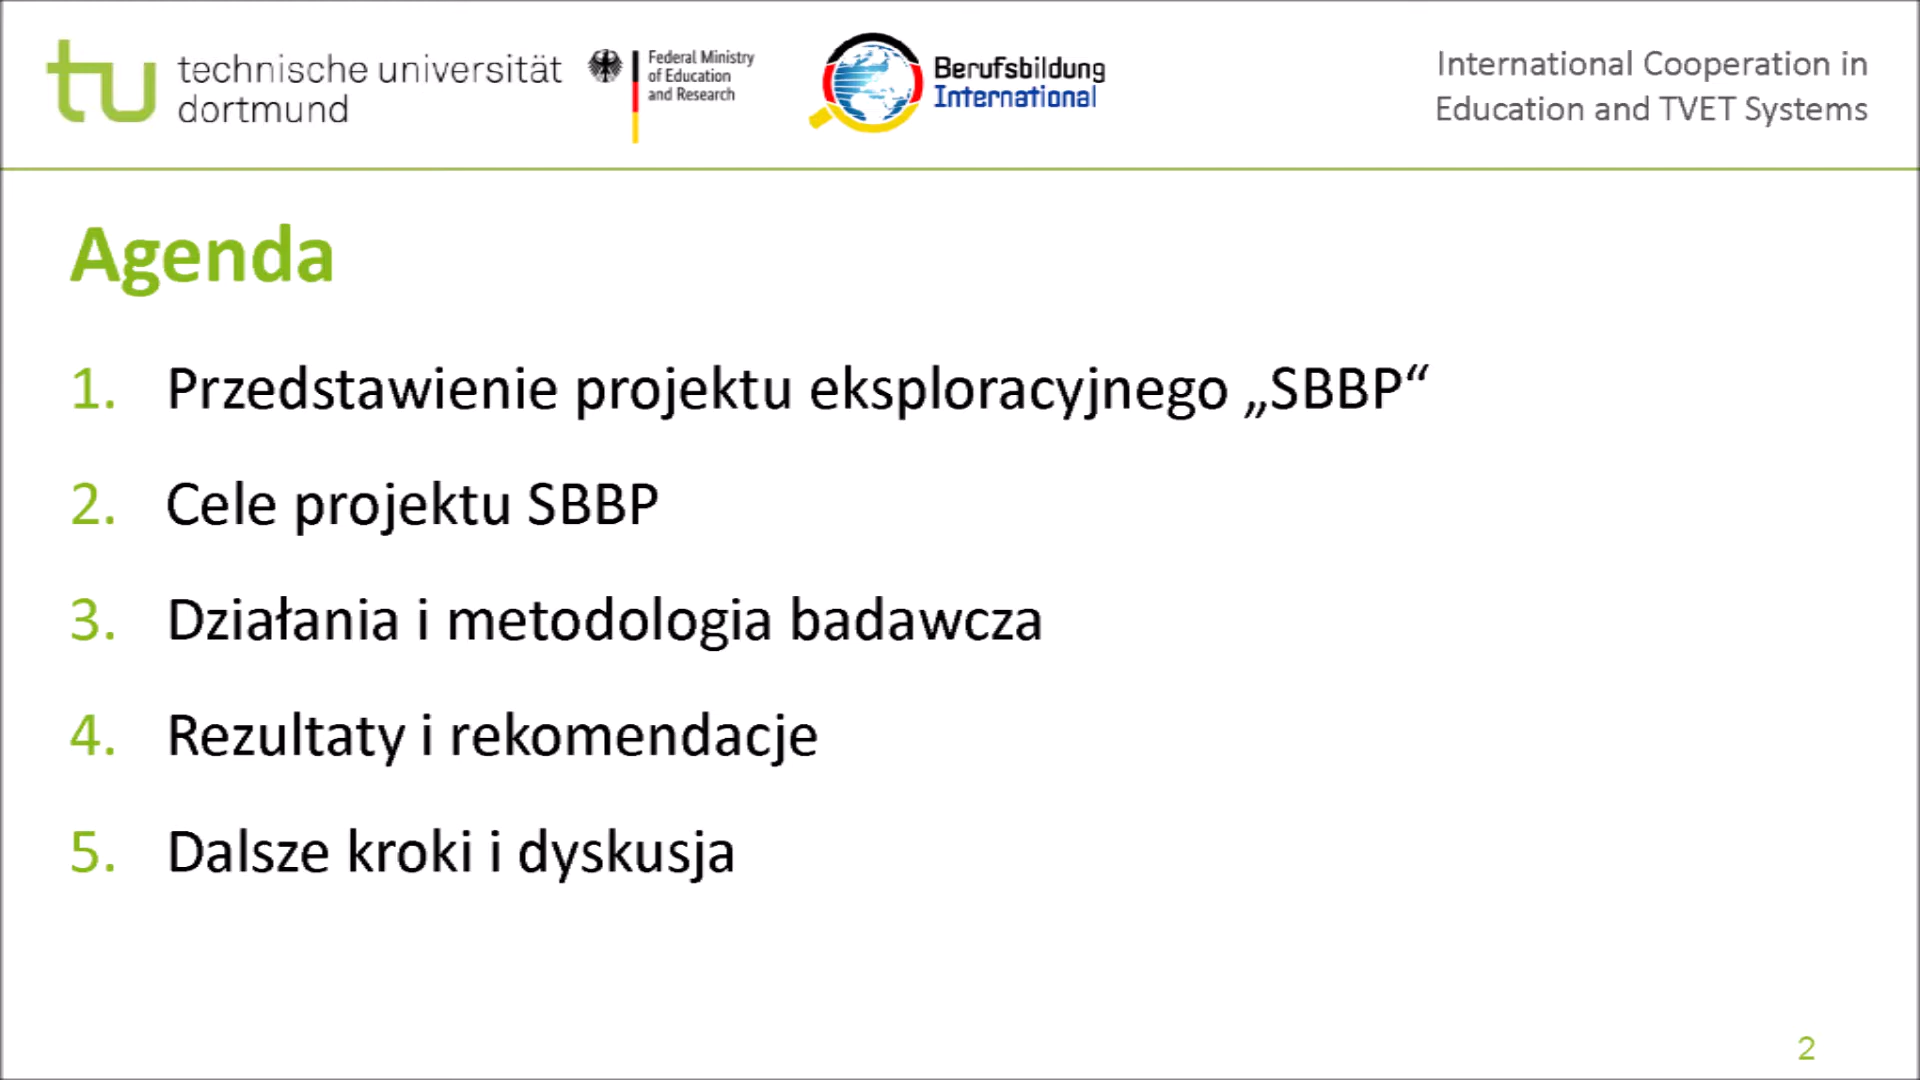 tu technische universität
dortmund
Federal Ministry
of Education
and Research
Berufsbildung
International
International Cooperation in
Education and TVET Systems
Agenda
1. Przedstawienie projektu eksploracyjnego „SBBP“
2. Cele projektu SBBP
3. Działania i metodologia badawcza
4. Rezultaty i rekomendacje
5. Dalsze kroki i dyskusja
2